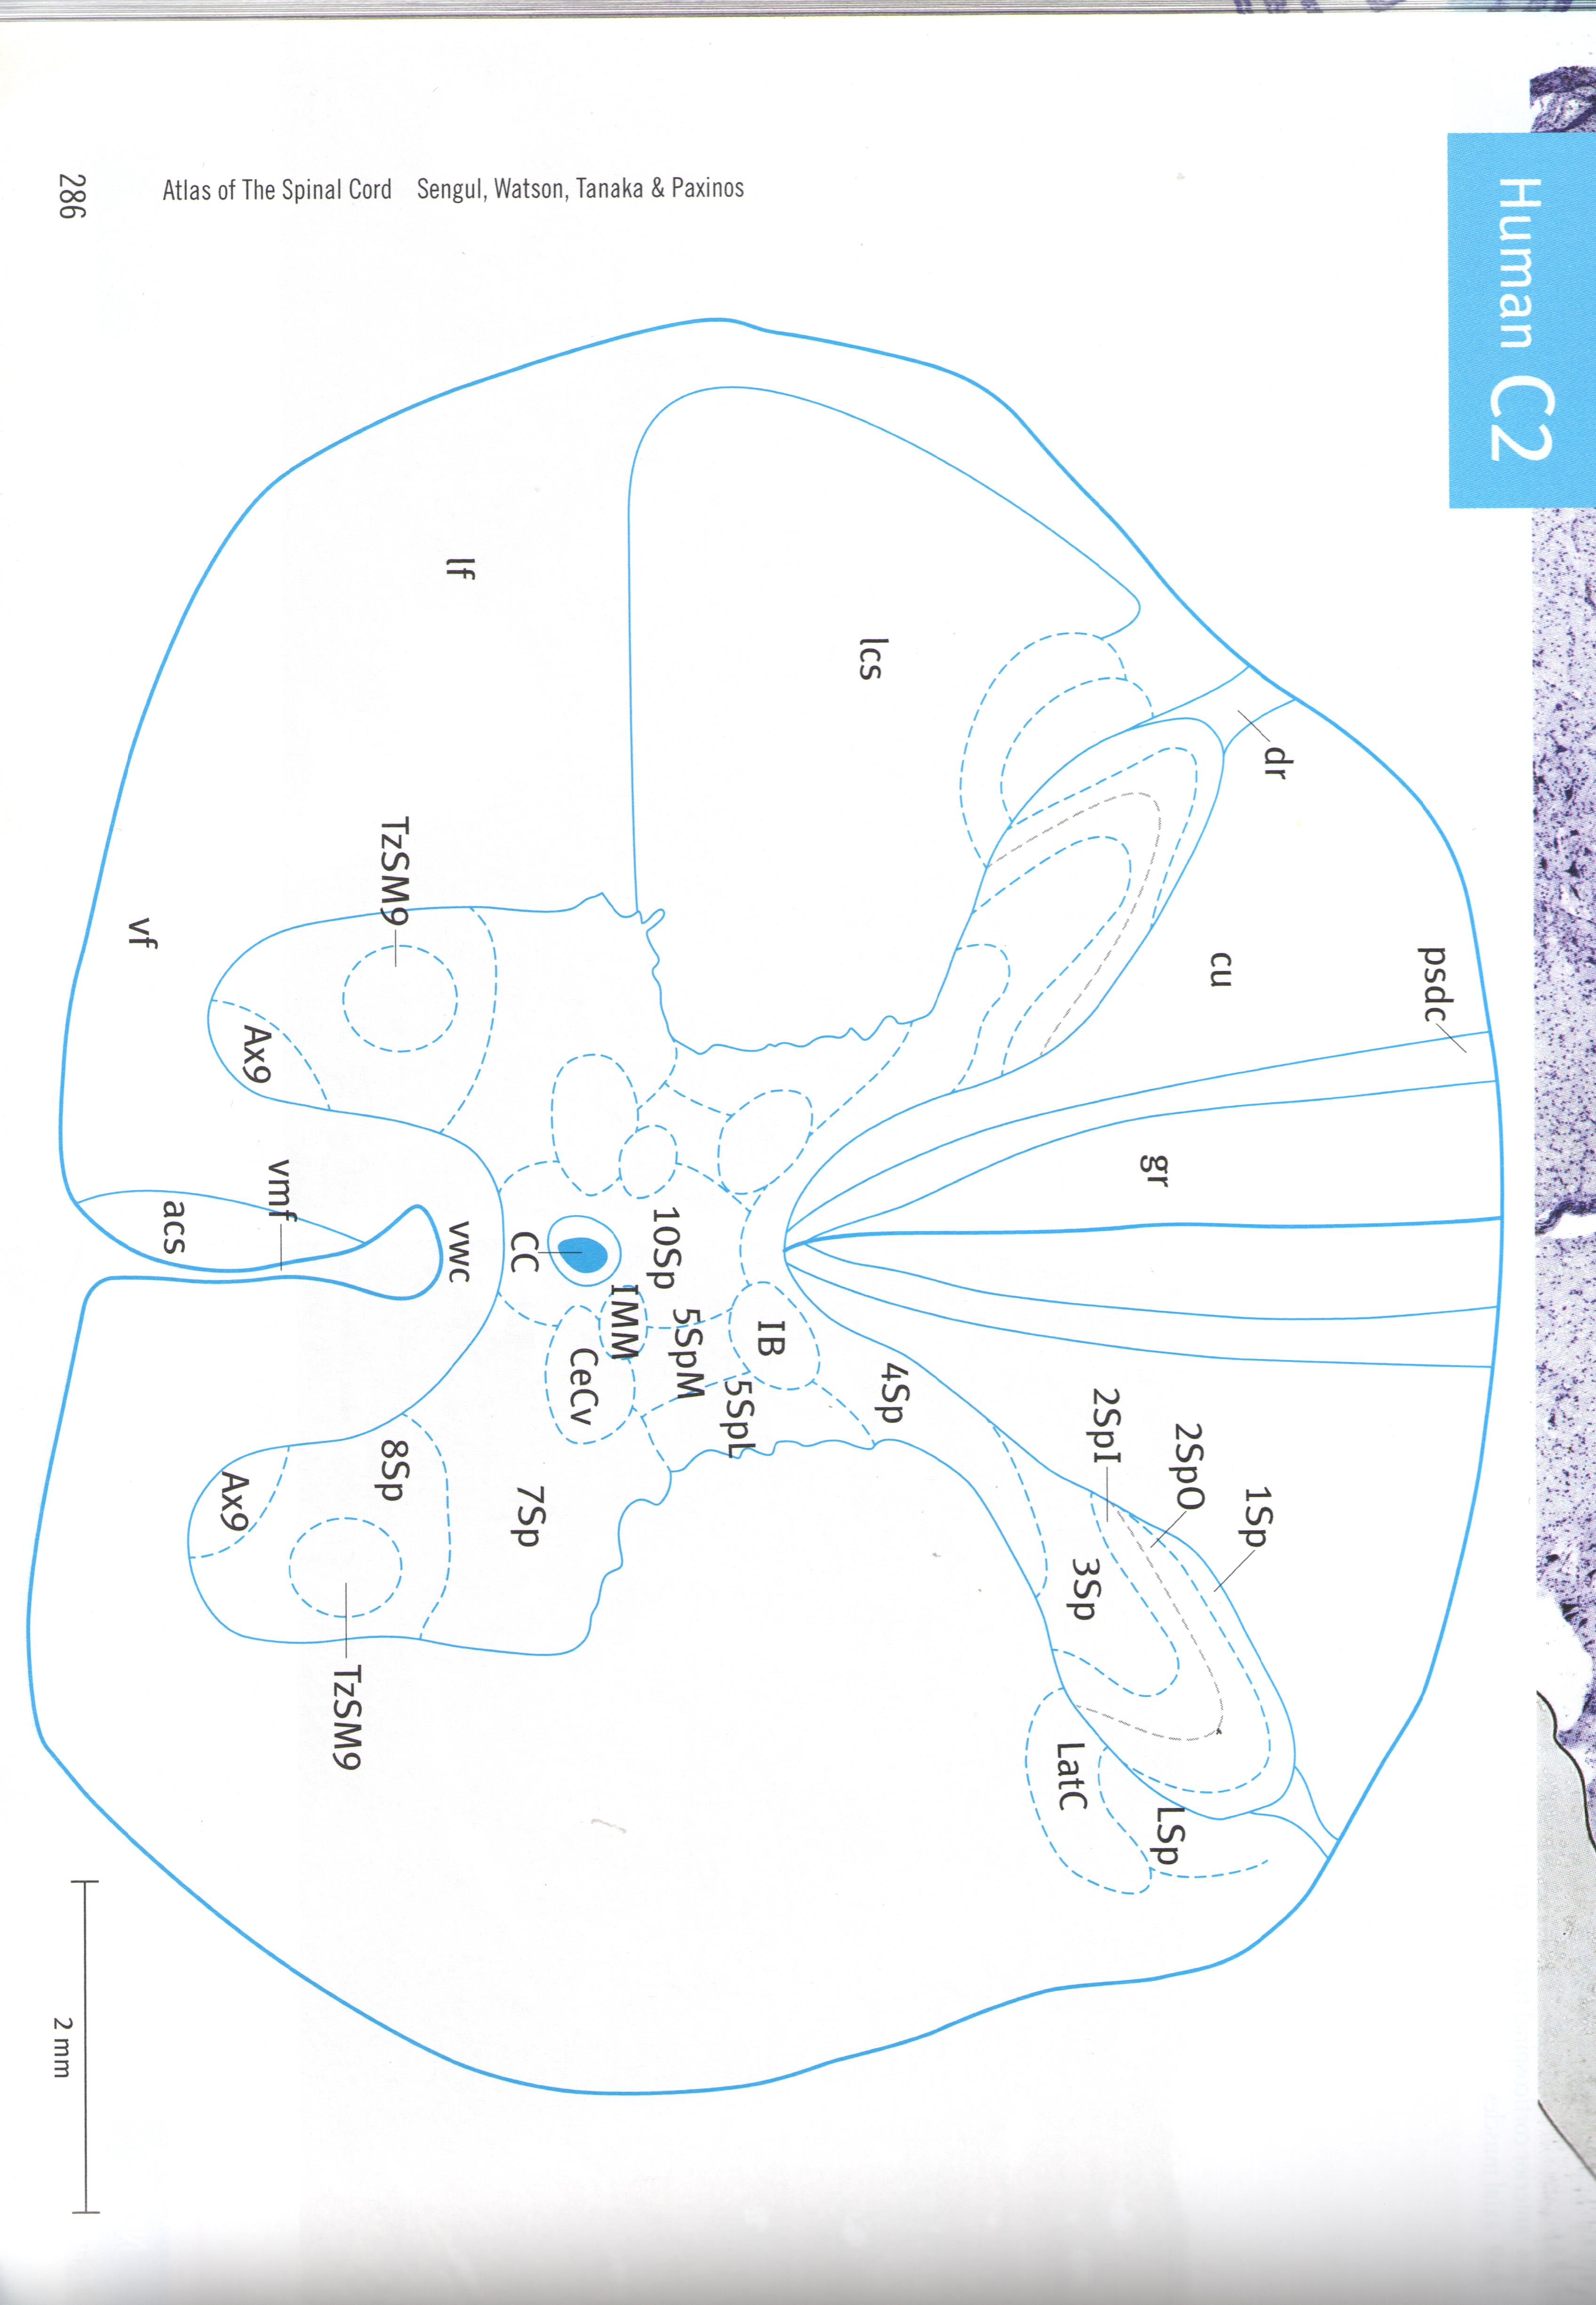 Human C2
psdc
dr
1Sp
cu
2SpO
LSp
gr
2SpI
3Sp
LatC
4Sp
lcs
IB
5SpL
5SpM
10Sp
IMM
CeCv
CC
7Sp
lf
vwc
8Sp
TzSM9
TzSM9
vmf
Ax9
Ax9
acs
vf
2 mm
286
Atlas of The Spinal Cord Sengul, Watson, Tanaka & Paxinos